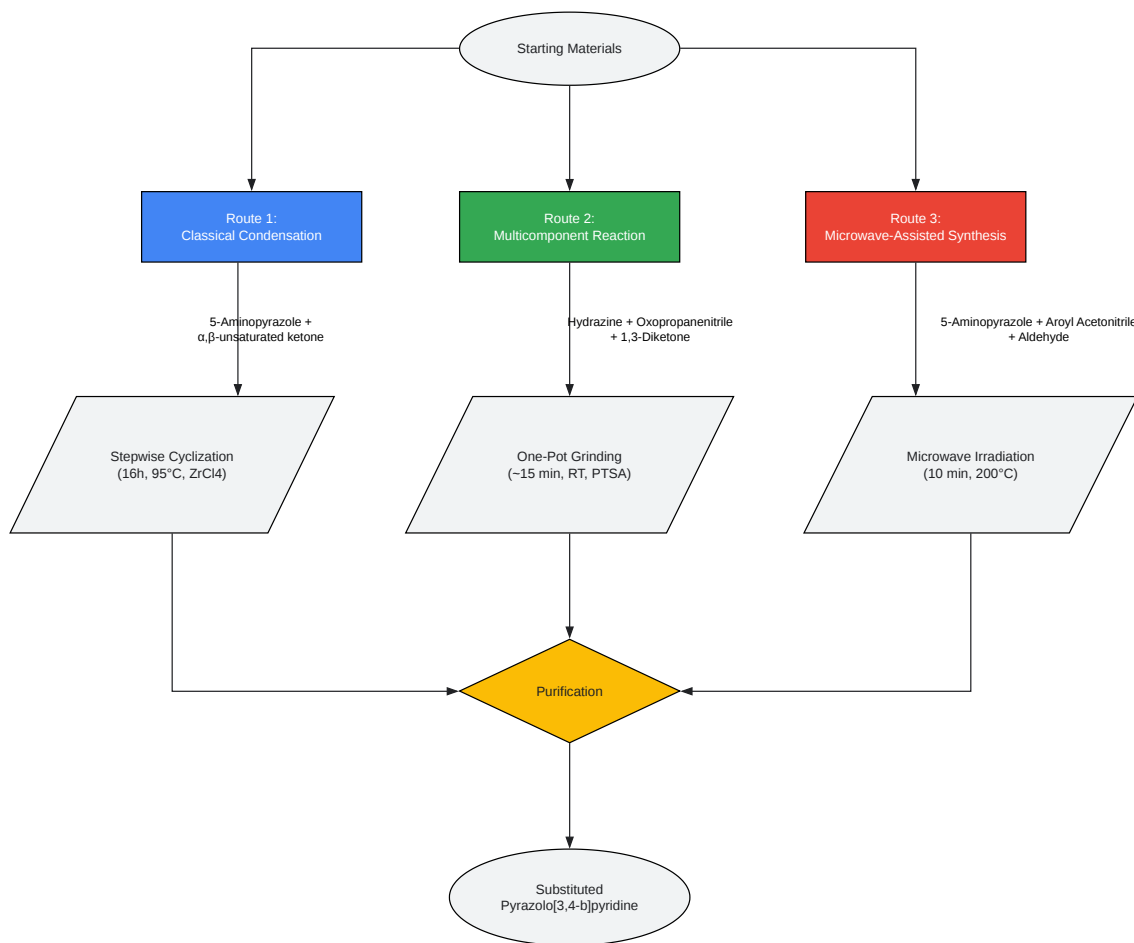 Starting Materials
Route 1:
Classical Condensation
Route 2:
Multicomponent Reaction
Route 3:
Microwave-Assisted Synthesis
5-Aminopyrazole +
α,β-unsaturated ketone
Hydrazine + Oxopropanenitrile
+ 1,3-Diketone
5-Aminopyrazole + Aroyl Acetonitrile
+ Aldehyde
Stepwise Cyclization
(16h, 95°C, ZrCl4)
One-Pot Grinding
(~15 min, RT, PTSA)
Microwave Irradiation
(10 min, 200°C)
Purification
Substituted
Pyrazolo[3,4-b]pyridine